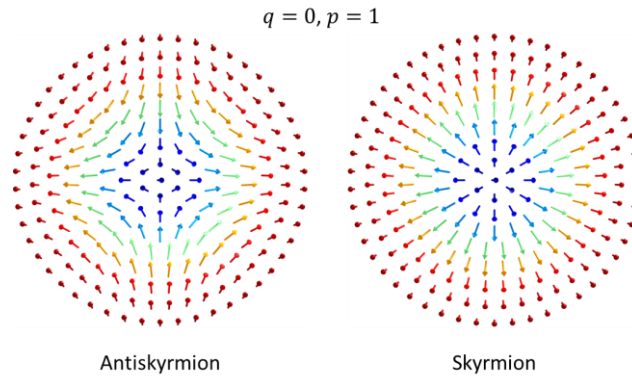 q = 0, p = 1
Antiskyrmion
Skyrmion